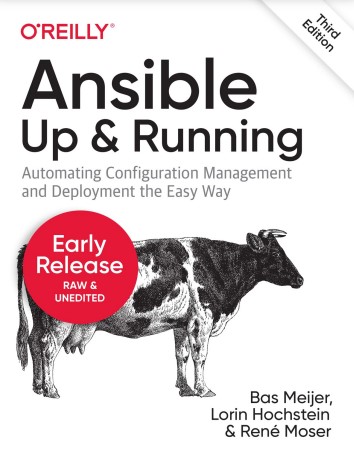 O'REILLY®
Third
Edition
Ansible
Up & Running
Automating Configuration Management
and Deployment the Easy Way
Early
Release
RAW &
UNEDITED
Bas Meijer,
Lorin Hochstein
& René Moser